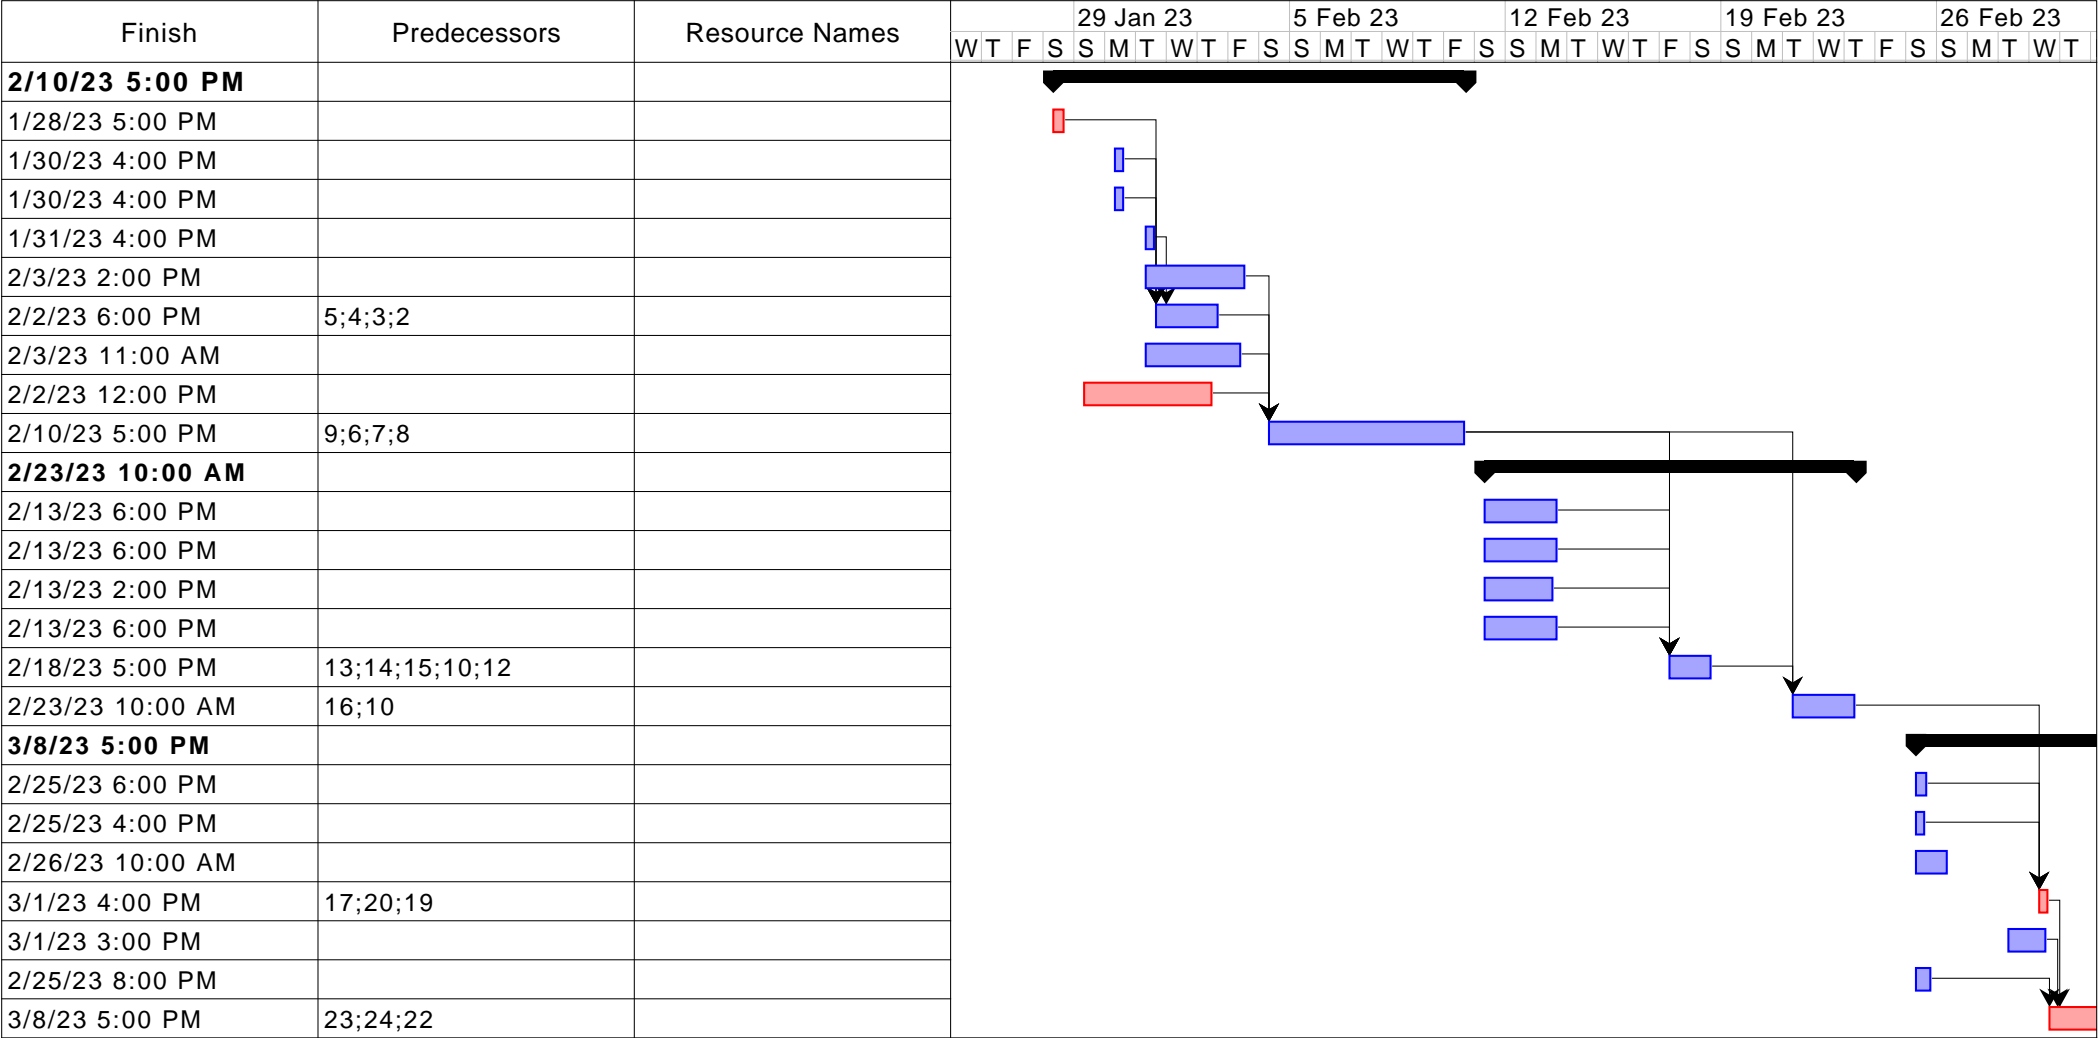 Finish Predecessors Resource Names 29 Jan 23 5 Feb 23 12 Feb 23 19 Feb 23 26 Feb 23
W T F S S M T W T F S S M T W T F S S M T W T F S S M T W T F S S M T W T
2/10/23 5:00 PM
1/28/23 5:00 PM
1/30/23 4:00 PM
1/30/23 4:00 PM
1/31/23 4:00 PM
2/3/23 2:00 PM
2/2/23 6:00 PM 5;4;3;2
2/3/23 11:00 AM
2/2/23 12:00 PM
2/10/23 5:00 PM 9;6;7;8
2/23/23 10:00 AM
2/13/23 6:00 PM
2/13/23 6:00 PM
2/13/23 2:00 PM
2/13/23 6:00 PM
2/18/23 5:00 PM 13;14;15;10;12
2/23/23 10:00 AM 16;10
3/8/23 5:00 PM
2/25/23 6:00 PM
2/25/23 4:00 PM
2/26/23 10:00 AM
3/1/23 4:00 PM 17;20;19
3/1/23 3:00 PM
2/25/23 8:00 PM
3/8/23 5:00 PM 23;24;22